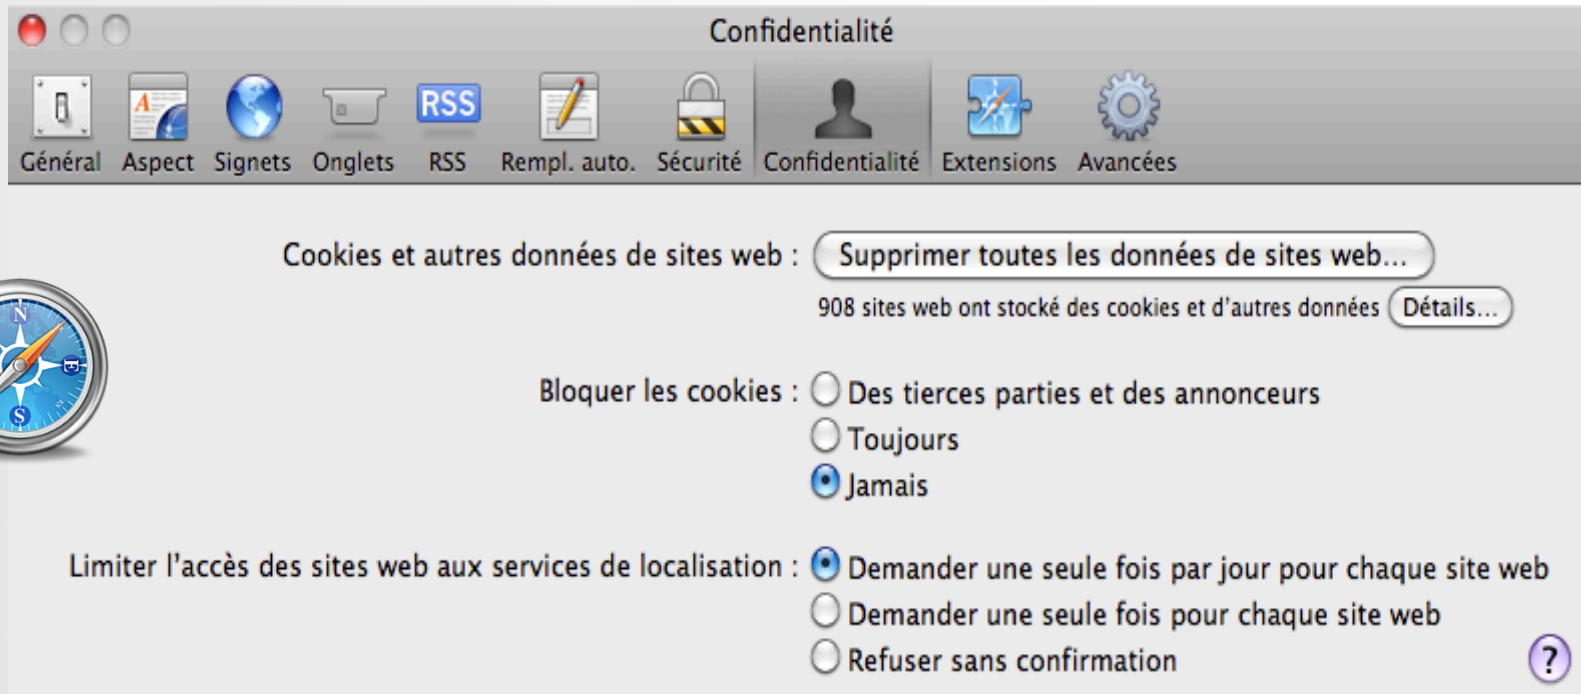 Confidentialité
RSS
Général Aspect Signets Onglets RSS Rempl. auto. Sécurité Confidentialité Extensions Avancées
Cookies et autres données de sites web : Supprimer toutes les données de sites web...
908 sites web ont stocké des cookies et d'autres données Détails...
Bloquer les cookies : Des tierces parties et des annonceurs
Toujours
Jamais
N
E
S
Limiter l'accès des sites web aux services de localisation : Demander une seule fois par jour pour chaque site web
Demander une seule fois pour chaque site web
Refuser sans confirmation
?